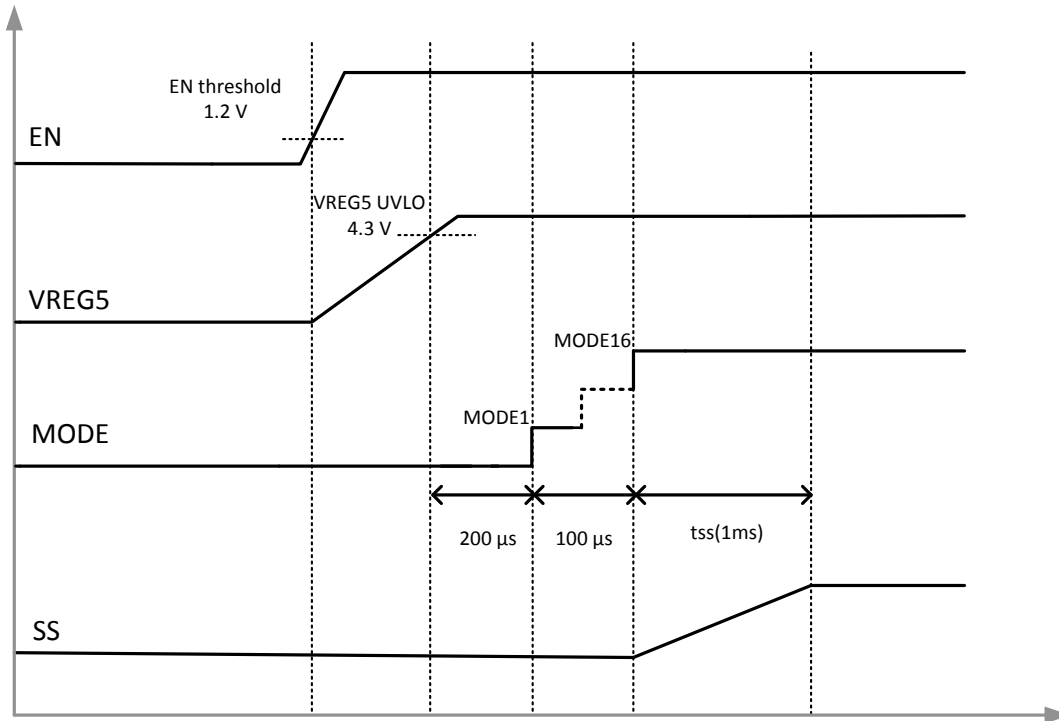 EN threshold
1.2 V
EN
VREG5 UVLO
4.3 V
VREG5
MODE16
MODE1
MODE
200 µs
100 µs
tss(1ms)
SS